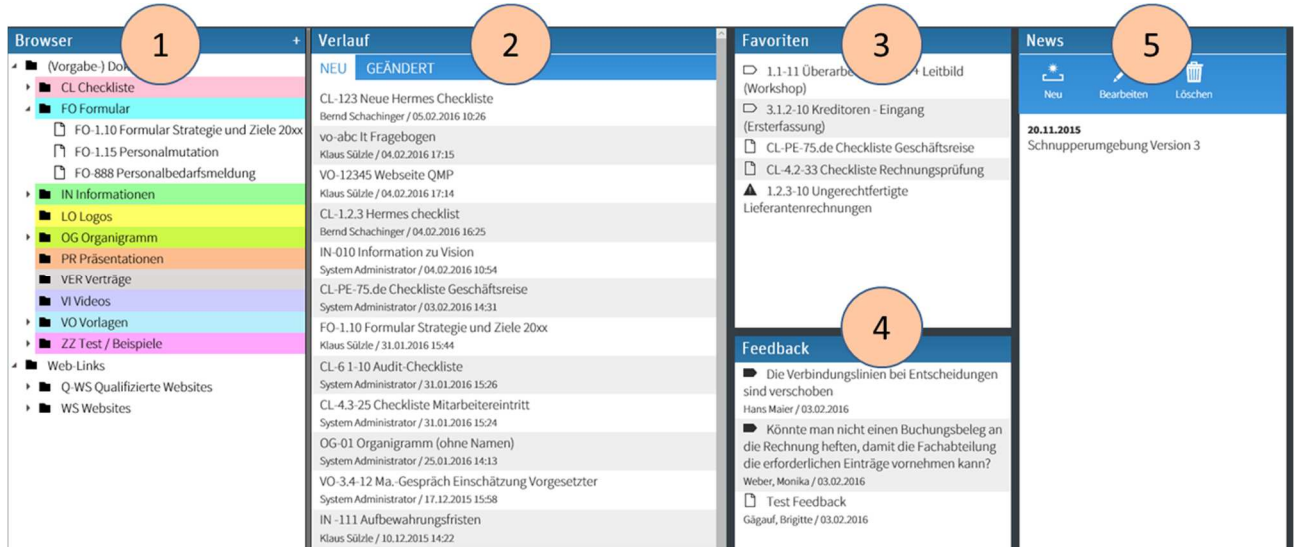 1
2
3
4
5
Browser +
(Vorgabe-) Do
CL Checkliste
FO Formular
FO-1.10 Formular Strategie und Ziele 20xx
FO-1.15 Personalmutation
FO-888 Personalbedarfsmeldung
IN Informationen
LO Logos
OG Organigramm
PR Präsentationen
VER Verträge
VI Videos
VO Vorlagen
ZZ Test / Beispiele
Web-Links
Q-WS Qualifizierte Websites
WS Websites
Verlauf
NEU GEÄNDERT
CL-123 Neue Hermes Checkliste
Bernd Schachinger / 05.02.2016 10:26
vo-abc It Fragebogen
Klaus Sülzle / 04.02.2016 17:15
VO-12345 Webseite QMP
Klaus Sülzle / 04.02.2016 17:14
CL-1.2.3 Hermes checklist
Bernd Schachinger / 04.02.2016 16:25
IN-010 Information zu Vision
System Administrator / 04.02.2016 10:54
CL-PE-75.de Checkliste Geschäftsreise
System Administrator / 03.02.2016 14:31
FO-1.10 Formular Strategie und Ziele 20xx
Klaus Sülzle / 31.01.2016 15:44
CL-6 1-10 Audit-Checkliste
System Administrator / 31.01.2016 15:26
CL-4.3-25 Checkliste Mitarbeitereintritt
System Administrator / 31.01.2016 15:24
OG-01 Organigramm (ohne Namen)
System Administrator / 25.01.2016 14:13
VO-3.4-12 Ma.-Gespräch Einschätzung Vorgesetzter
System Administrator / 17.12.2015 15:58
IN -111 Aufbewahrungsfristen
Klaus Sülzle / 10.12.2015 14:22
Favoriten
1.1-11 Überarbe + Leitbild
(Workshop)
3.1.2-10 Kreditoren - Eingang
(Ersterfassung)
CL-PE-75.de Checkliste Geschäftsreise
CL-4.2-33 Checkliste Rechnungsprüfung
1.2.3-10 Ungerechtfertigte
Lieferantenrechnungen
Feedback
Die Verbindungslinien bei Entscheidungen
sind verschoben
Hans Maier / 03.02.2016
Könnte man nicht einen Buchungsbeleg an
die Rechnung heften, damit die Fachabteilung
die erforderlichen Einträge vornehmen kann?
Weber, Monika / 03.02.2016
Test Feedback
Gägauf, Brigitte / 03.02.2016
News
Neu Bearbeiten Löschen
20.11.2015
Schnupperumgebung Version 3